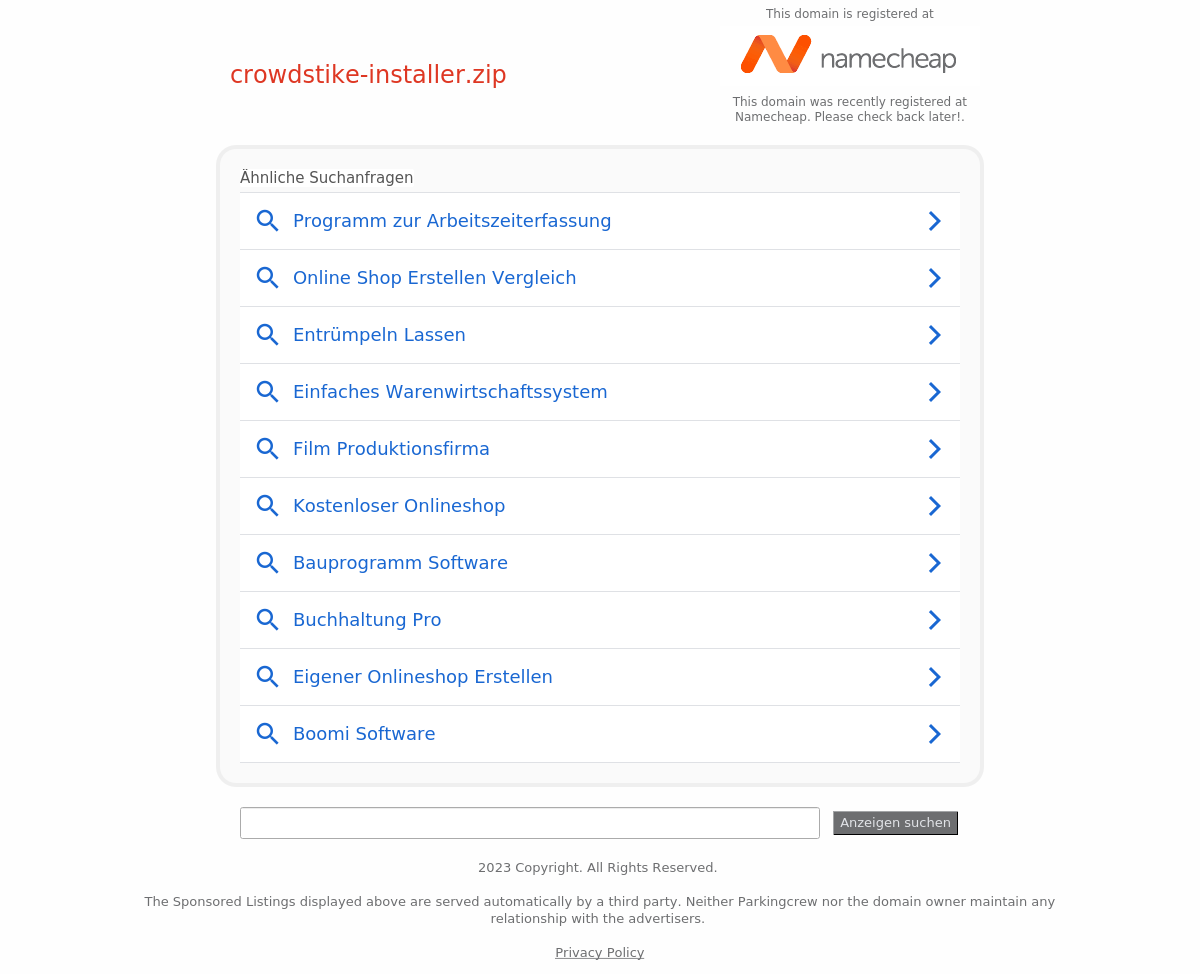 This domain is registered at
namecheap
crowdstike-installer.zip
This domain was recently registered at
Namecheap. Please check back later!.
Ähnliche Suchanfragen
Programm zur Arbeitszeiterfassung
Online Shop Erstellen Vergleich
Entrümpeln Lassen
Einfaches Warenwirtschaftssystem
Film Produktionsfirma
Kostenloser Onlineshop
Bauprogramm Software
Buchhaltung Pro
Eigener Onlineshop Erstellen
Boomi Software
Anzeigen suchen
2023 Copyright. All Rights Reserved.
The Sponsored Listings displayed above are served automatically by a third party. Neither Parkingcrew nor the domain owner maintain any
relationship with the advertisers.
Privacy Policy